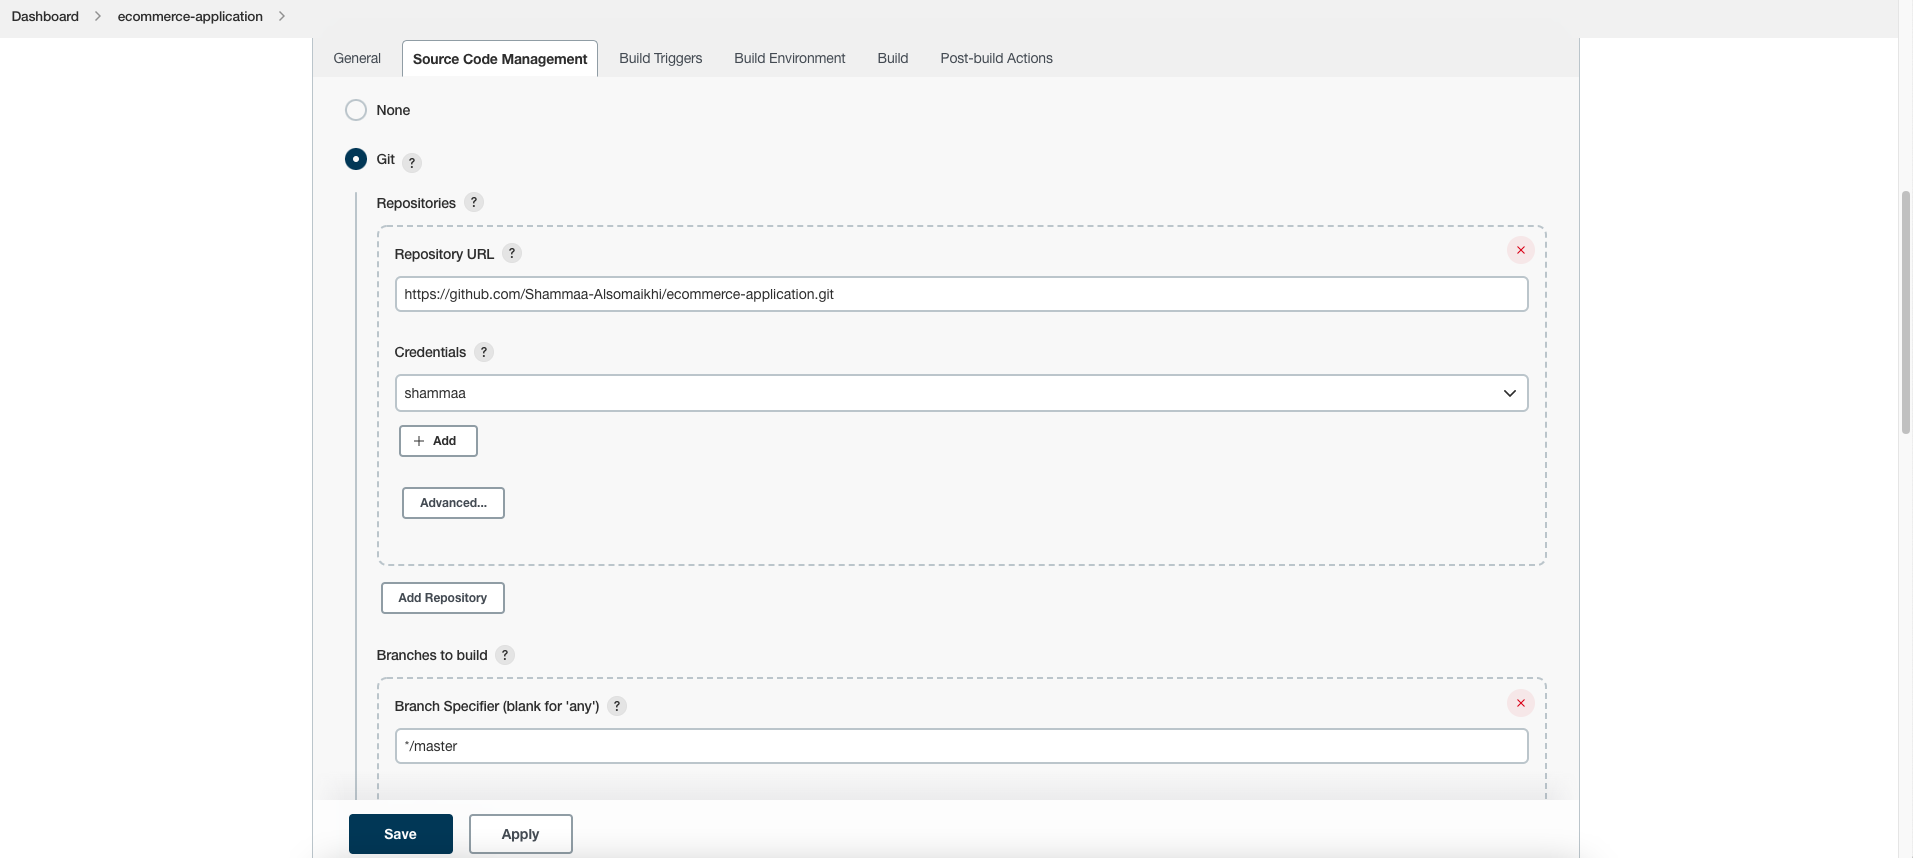 Dashboard > ecommerce-application >
General Source Code Management Build Triggers Build Environment Build Post-build Actions
None
Git ?
Repositories ?
Repository URL ?
https://github.com/Shammaa-Alsomaikhi/ecommerce-application.git
Credentials ?
shammaa
+ Add
Advanced...
Add Repository
Branches to build ?
Branch Specifier (blank for 'any') ?
*/master
Save Apply